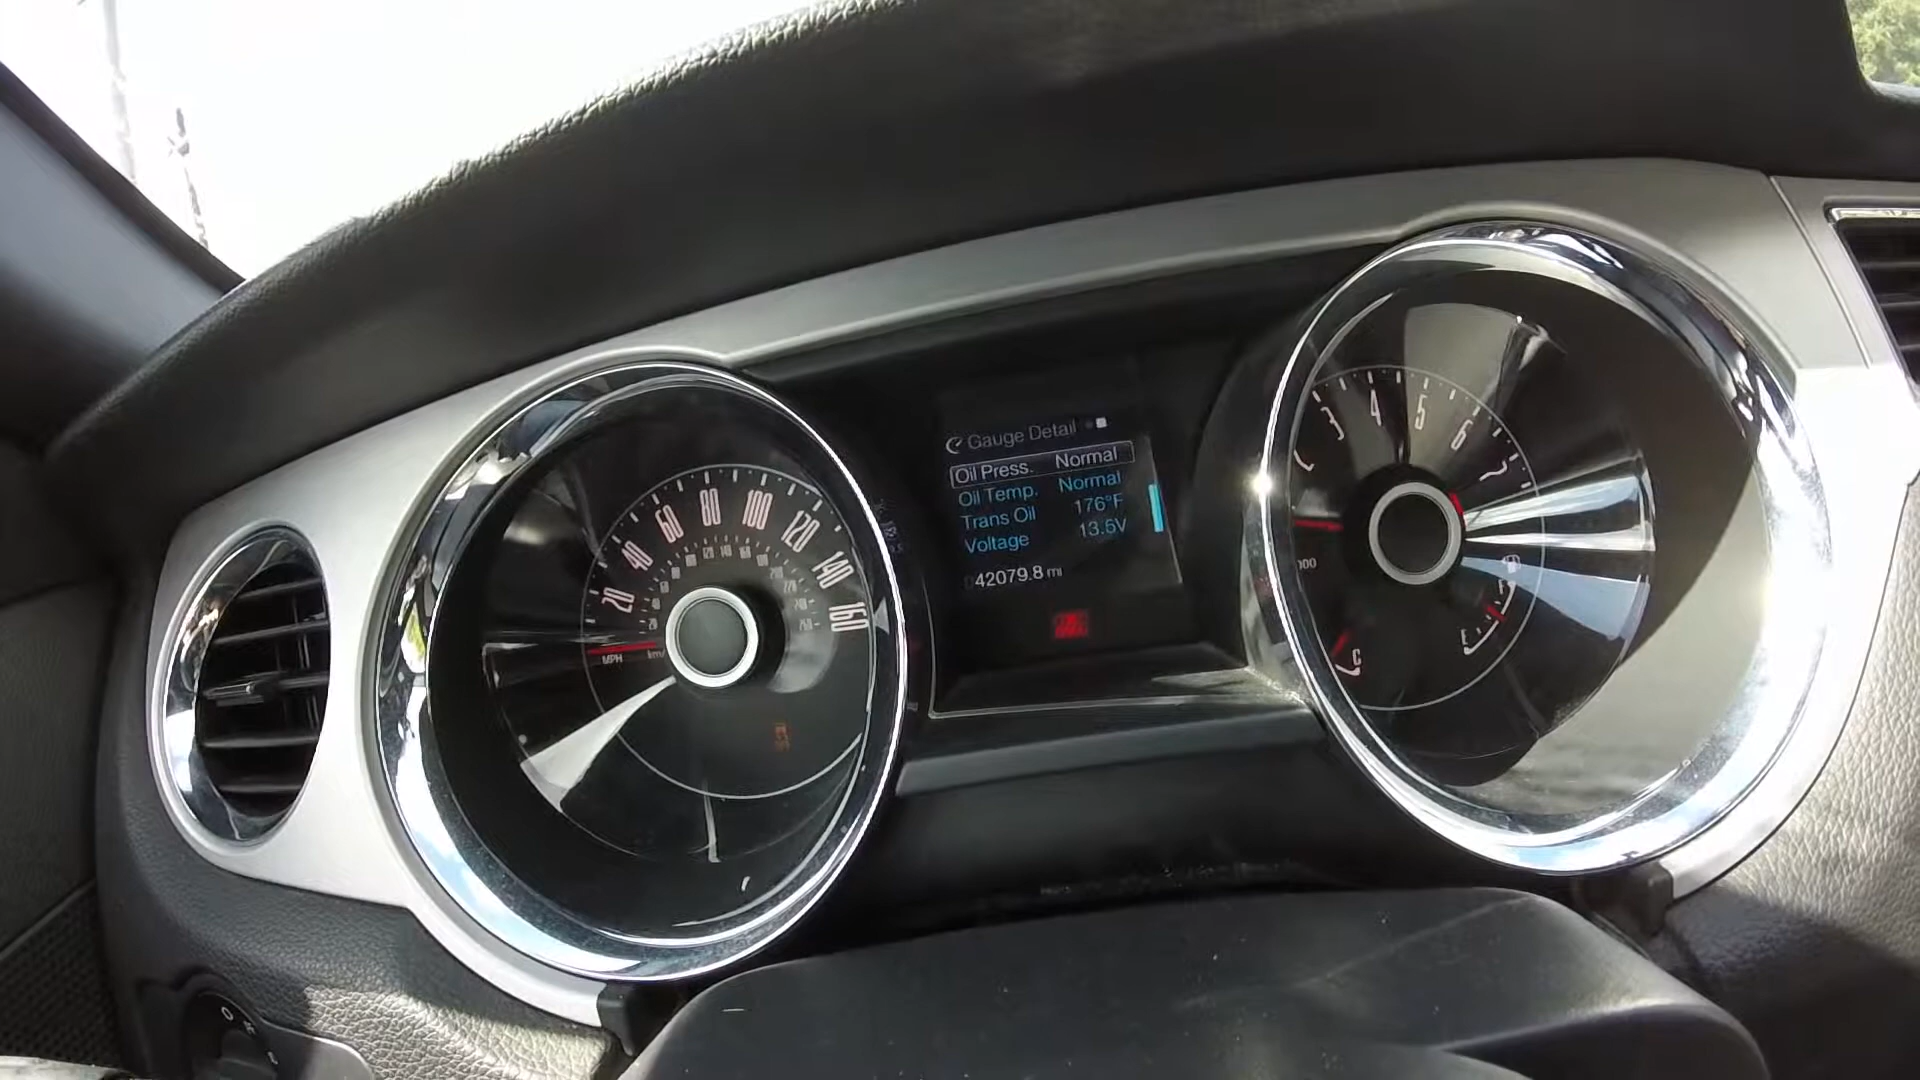 Gauge Detail
Oil Press. Normal
Oil Temp. Normal
Trans Oil 176°F
Voltage 13.5V
42079.8 mi
20 40 60 80 100 120 140 160
MPH
3 4 5 6 7
E F
C